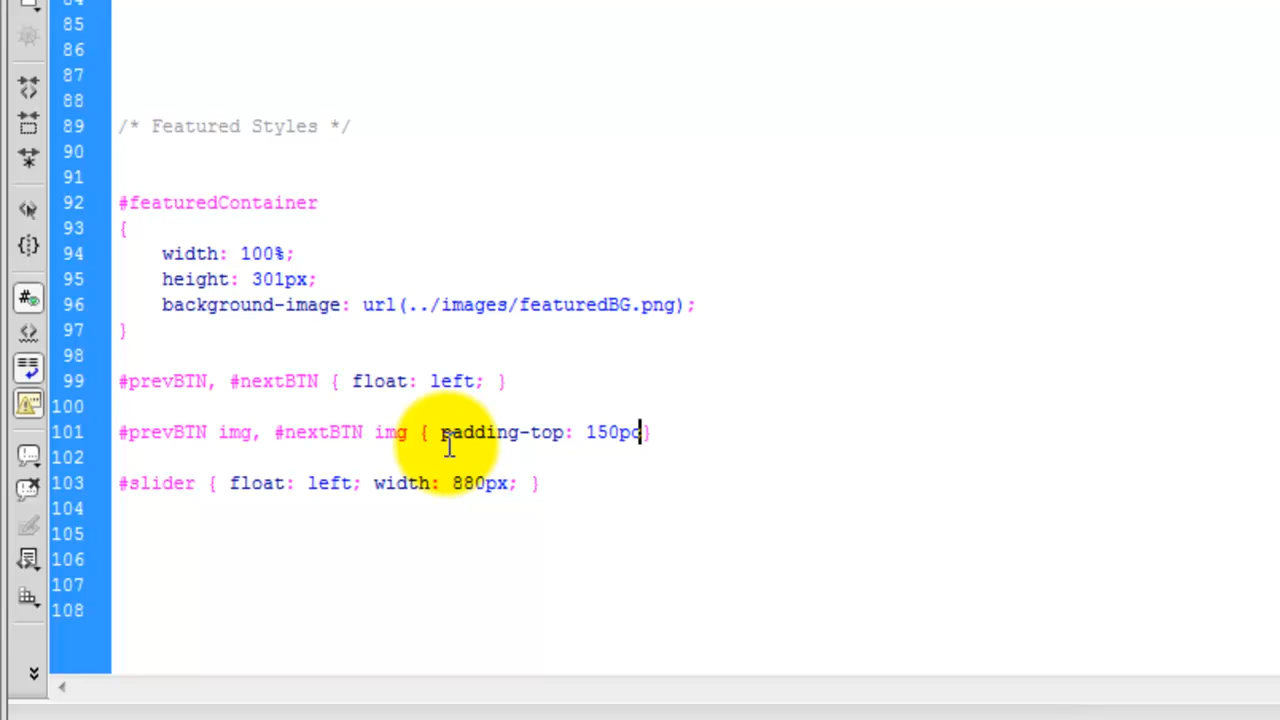 84
85
86
87
88
89 /* Featured Styles */
90
91
92 #featuredContainer
93 {
94 width: 100%;
95 height: 301px;
96 background-image: url(../images/featuredBG.png);
97 }
98
99 #prevBTN, #nextBTN { float: left; }
100
101 #prevBTN img, #nextBTN img { padding-top: 150pc}
102
103 #slider { float: left; width: 880px; }
104
105
106
107
108